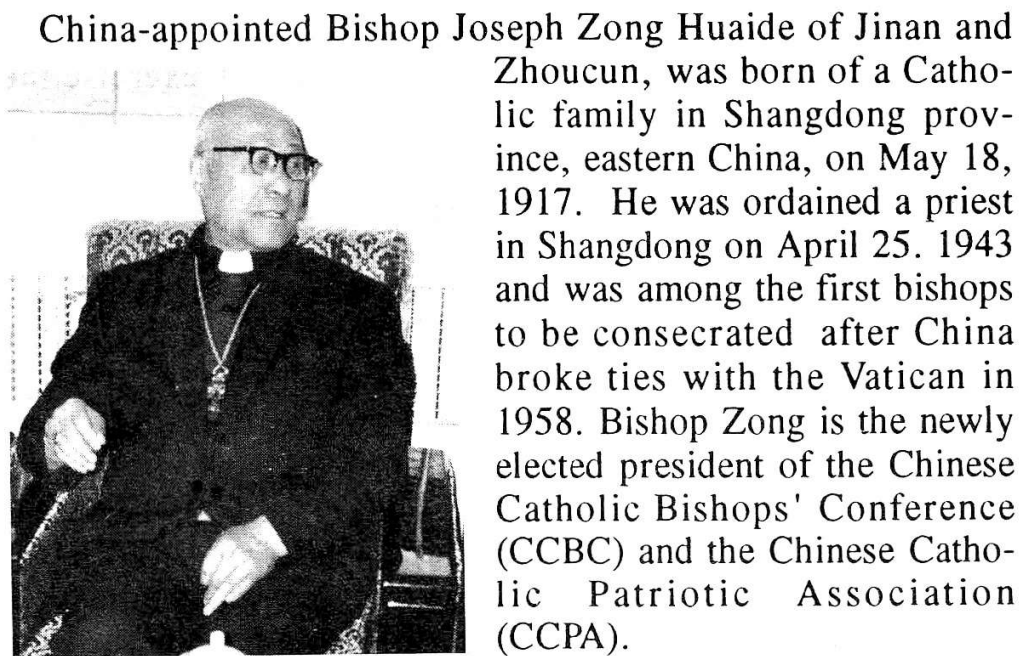 China-appointed Bishop Joseph Zong Huaide of Jinan and
Zhoucun, was born of a Catho-
lic family in Shangdong prov-
ince, eastern China, on May 18,
1917. He was ordained a priest
in Shangdong on April 25. 1943
and was among the first bishops
to be consecrated after China
broke ties with the Vatican in
1958. Bishop Zong is the newly
elected president of the Chinese
Catholic Bishops' Conference
(CCBC) and the Chinese Catho-
lic Patriotic Association
(CCPA).